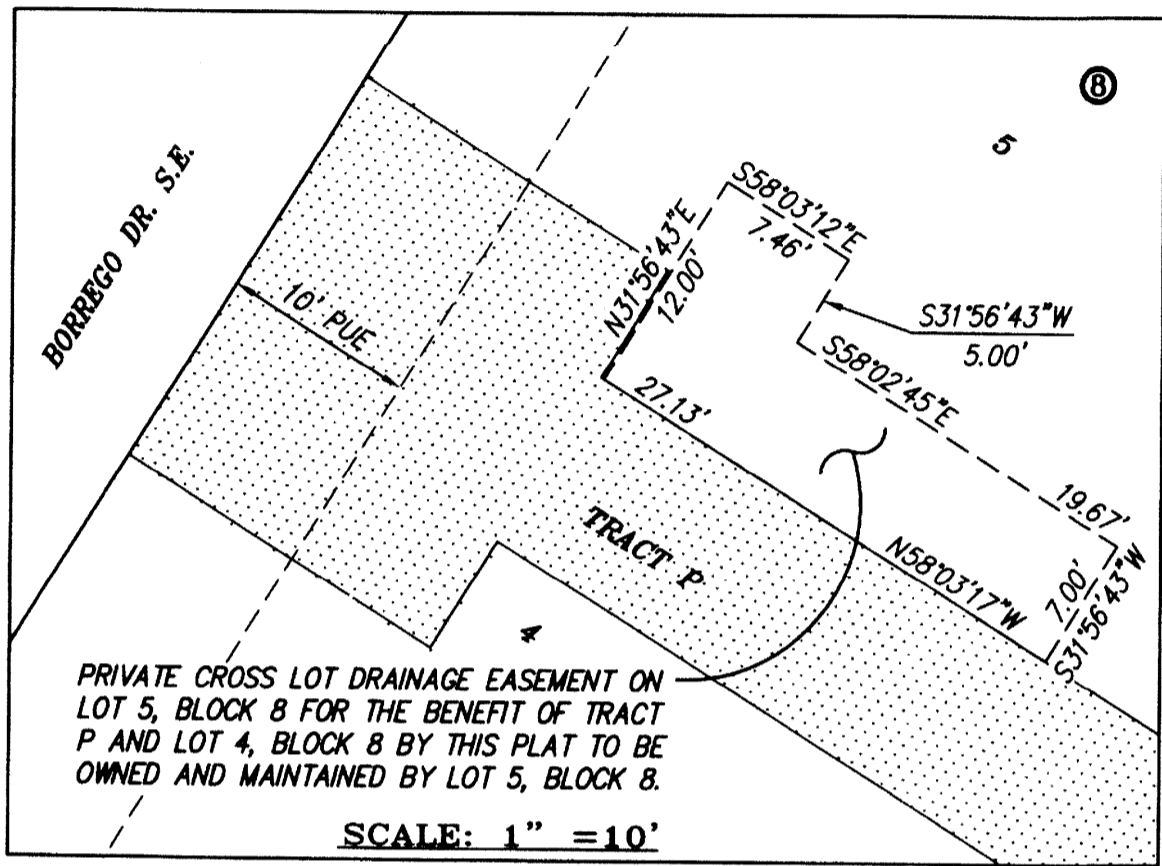 8
5
BORREGO DR. S.E.
10' PUE
N31°56'43"E
12.00'
S58°03'12"E
7.46'
S31°56'43"W
5.00'
S58°02'45"E
19.67'
27.13'
N58°03'17"W
7.00'
S31°56'43"W
TRACT P
4
PRIVATE CROSS LOT DRAINAGE EASEMENT ON
LOT 5, BLOCK 8 FOR THE BENEFIT OF TRACT
P AND LOT 4, BLOCK 8 BY THIS PLAT TO BE
OWNED AND MAINTAINED BY LOT 5, BLOCK 8.
SCALE: 1" =10'